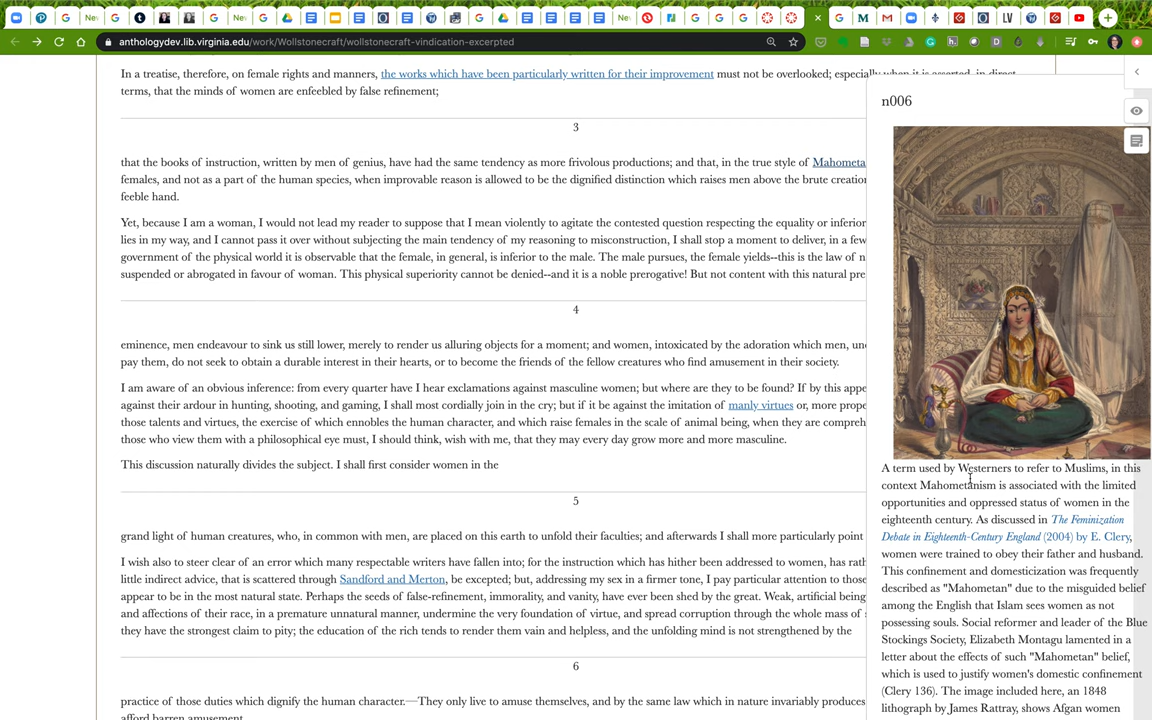 New
New
New
LV
anthologydev.lib.virginia.edu/work/Wollstonecraft/wollstonecraft-vindication-excerpted
In a treatise, therefore, on female rights and manners, the works which have been particularly written for their improvement must not be overlooked; especially when it is asserted, in direct
terms, that the minds of women are enfeebled by false refinement;
3
that the books of instruction, written by men of genius, have had the same tendency as more frivolous productions; and that, in the true style of Mahometa
females, and not as a part of the human species, when improvable reason is allowed to be the dignified distinction which raises men above the brute creation
feeble hand.
Yet, because I am a woman, I would not lead my reader to suppose that I mean violently to agitate the contested question respecting the equality or inferior
lies in my way, and I cannot pass it over without subjecting the main tendency of my reasoning to misconstruction, I shall stop a moment to deliver, in a few
government of the physical world it is observable that the female, in general, is inferior to the male. The male pursues, the female yields--this is the law of n
suspended or abrogated in favour of woman. This physical superiority cannot be denied--and it is a noble prerogative! But not content with this natural pre
4
eminence, men endeavour to sink us still lower, merely to render us alluring objects for a moment; and women, intoxicated by the adoration which men, un
pay them, do not seek to obtain a durable interest in their hearts, or to become the friends of the fellow creatures who find amusement in their society.
I am aware of an obvious inference: from every quarter have I hear exclamations against masculine women; but where are they to be found? If by this appe
against their ardour in hunting, shooting, and gaming, I shall most cordially join in the cry; but if it be against the imitation of manly virtues or, more prope
those talents and virtues, the exercise of which ennobles the human character, and which raise females in the scale of animal being, when they are compreh
those who view them with a philosophical eye must, I should think, wish with me, that they may every day grow more and more masculine.
This discussion naturally divides the subject. I shall first consider women in the
5
grand light of human creatures, who, in common with men, are placed on this earth to unfold their faculties; and afterwards I shall more particularly point
I wish also to steer clear of an error which many respectable writers have fallen into; for the instruction which has hither been addressed to women, has rath
little indirect advice, that is scattered through Sandford and Merton, be excepted; but, addressing my sex in a firmer tone, I pay particular attention to those
appear to be in the most natural state. Perhaps the seeds of false-refinement, immorality, and vanity, have ever been shed by the great. Weak, artificial being
and affections of their race, in a premature unnatural manner, undermine the very foundation of virtue, and spread corruption through the whole mass of s
they have the strongest claim to pity; the education of the rich tends to render them vain and helpless, and the unfolding mind is not strengthened by the
6
practice of those duties which dignify the human character.—They only live to amuse themselves, and by the same law which in nature invariably produces
afford barren amusement.
n006
A term used by Westerners to refer to Muslims, in this
context Mahometanism is associated with the limited
opportunities and oppressed status of women in the
eighteenth century. As discussed in The Feminization
Debate in Eighteenth-Century England (2004) by E. Clery,
women were trained to obey their father and husband.
This confinement and domesticization was frequently
described as "Mahometan" due to the misguided belief
among the English that Islam sees women as not
possessing souls. Social reformer and leader of the Blue
Stockings Society, Elizabeth Montagu lamented in a
letter about the effects of such "Mahometan" belief,
which is used to justify women's domestic confinement
(Clery 136). The image included here, an 1848
lithograph by James Rattray, shows Afgan women